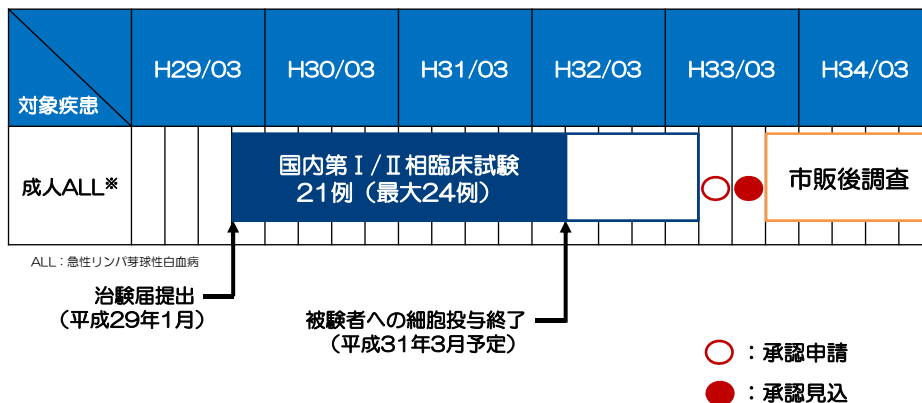 H29/03 H30/03 H31/03 H32/03 H33/03 H34/03
対象疾患
成人ALL※
国内第Ⅰ/Ⅱ相臨床試験
21例(最大24例)
市販後調査
ALL:急性リンパ芽球性白血病
治験届提出
(平成29年1月)
被験者への細胞投与終了
(平成31年3月予定)
:承認申請
:承認見込